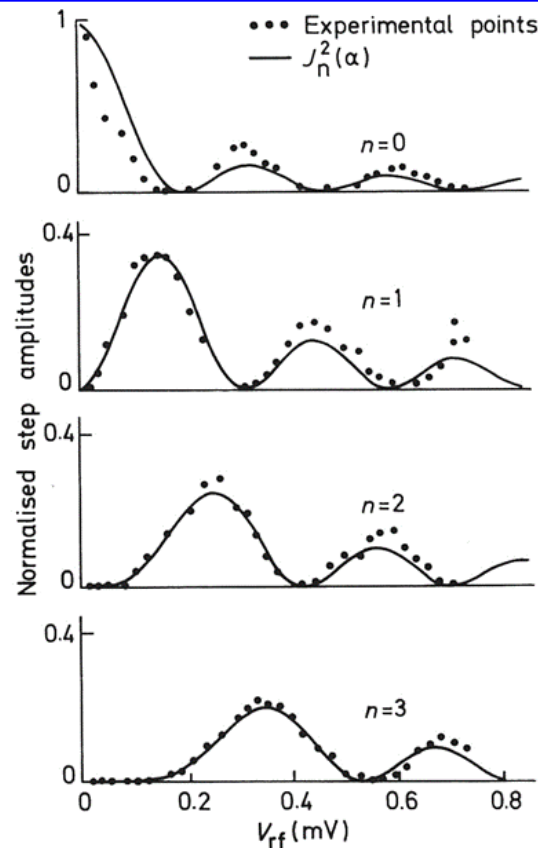 1
••• Experimental points
— J_n^2(α)
n=0
0
0.4
n=1
0
0.4
n=2
0
0.4
n=3
0
0 0.2 0.4 0.6 0.8
V_rf (mV)
Normalised step amplitudes